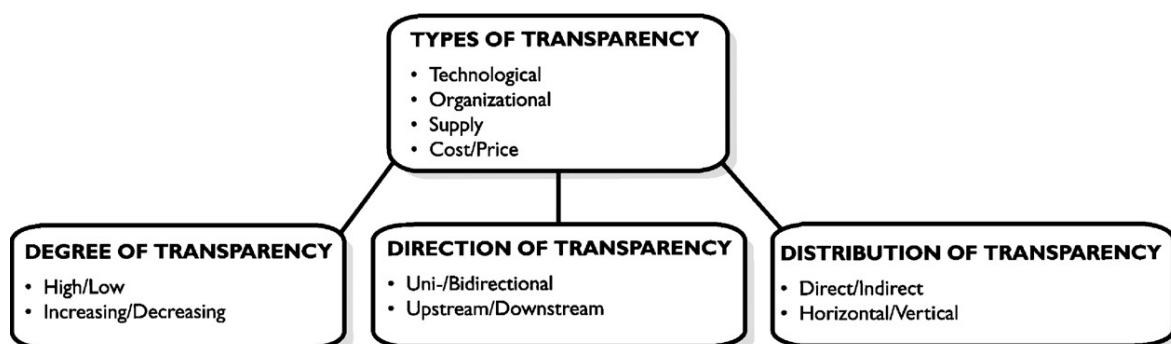 TYPES OF TRANSPARENCY
• Technological
• Organizational
• Supply
• Cost/Price
DEGREE OF TRANSPARENCY
• High/Low
• Increasing/Decreasing
DIRECTION OF TRANSPARENCY
• Uni-/Bidirectional
• Upstream/Downstream
DISTRIBUTION OF TRANSPARENCY
• Direct/Indirect
• Horizontal/Vertical